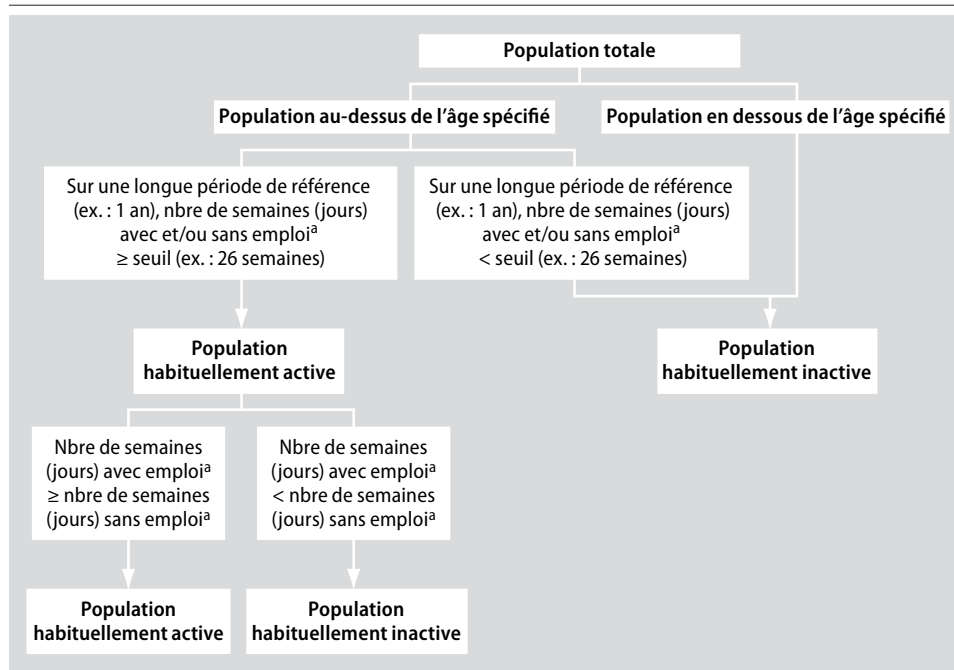 Population totale
Population au-dessus de l'âge spécifié
Population en dessous de l'âge spécifié
Sur une longue période de référence
(ex. : 1 an), nbre de semaines (jours)
avec et/ou sans emploiᵃ
≥ seuil (ex. : 26 semaines)
Sur une longue période de référence
(ex. : 1 an), nbre de semaines (jours)
avec et/ou sans emploiᵃ
< seuil (ex. : 26 semaines)
Population
habituellement active
Population
habituellement inactive
Nbre de semaines
(jours) avec emploiᵃ
≥ nbre de semaines
(jours) sans emploiᵃ
Nbre de semaines
(jours) avec emploiᵃ
< nbre de semaines
(jours) sans emploiᵃ
Population
habituellement active
Population
habituellement inactive